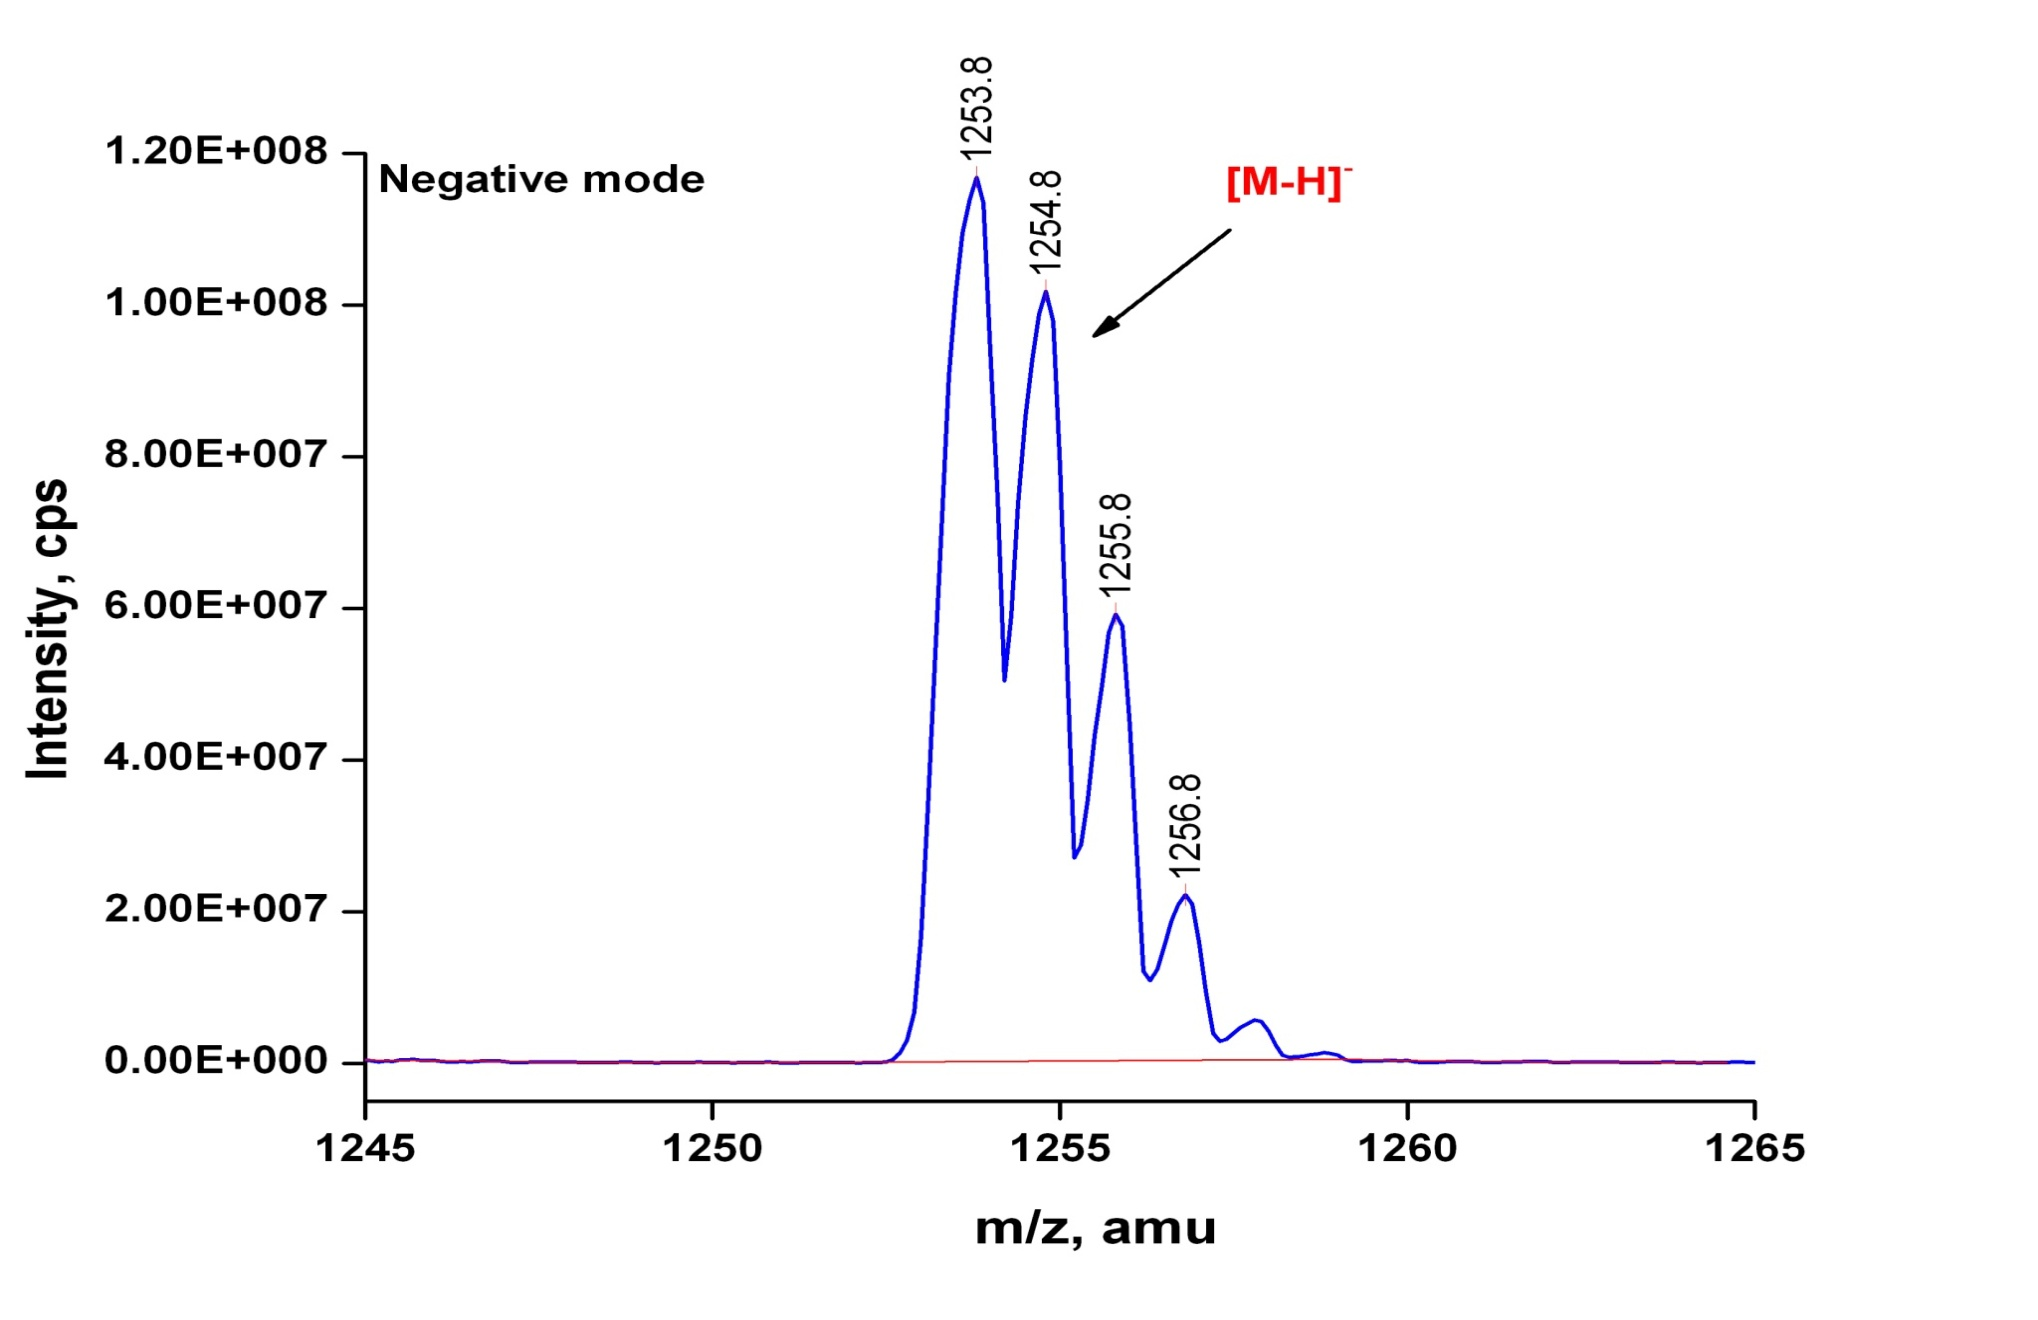 1253.8
1.20E+008
Negative mode
[M-H]-
1254.8
1.00E+008
8.00E+007
Intensity, cps
1255.8
6.00E+007
4.00E+007
1256.8
2.00E+007
0.00E+000
1245
1250
1255
1260
1265
m/z, amu